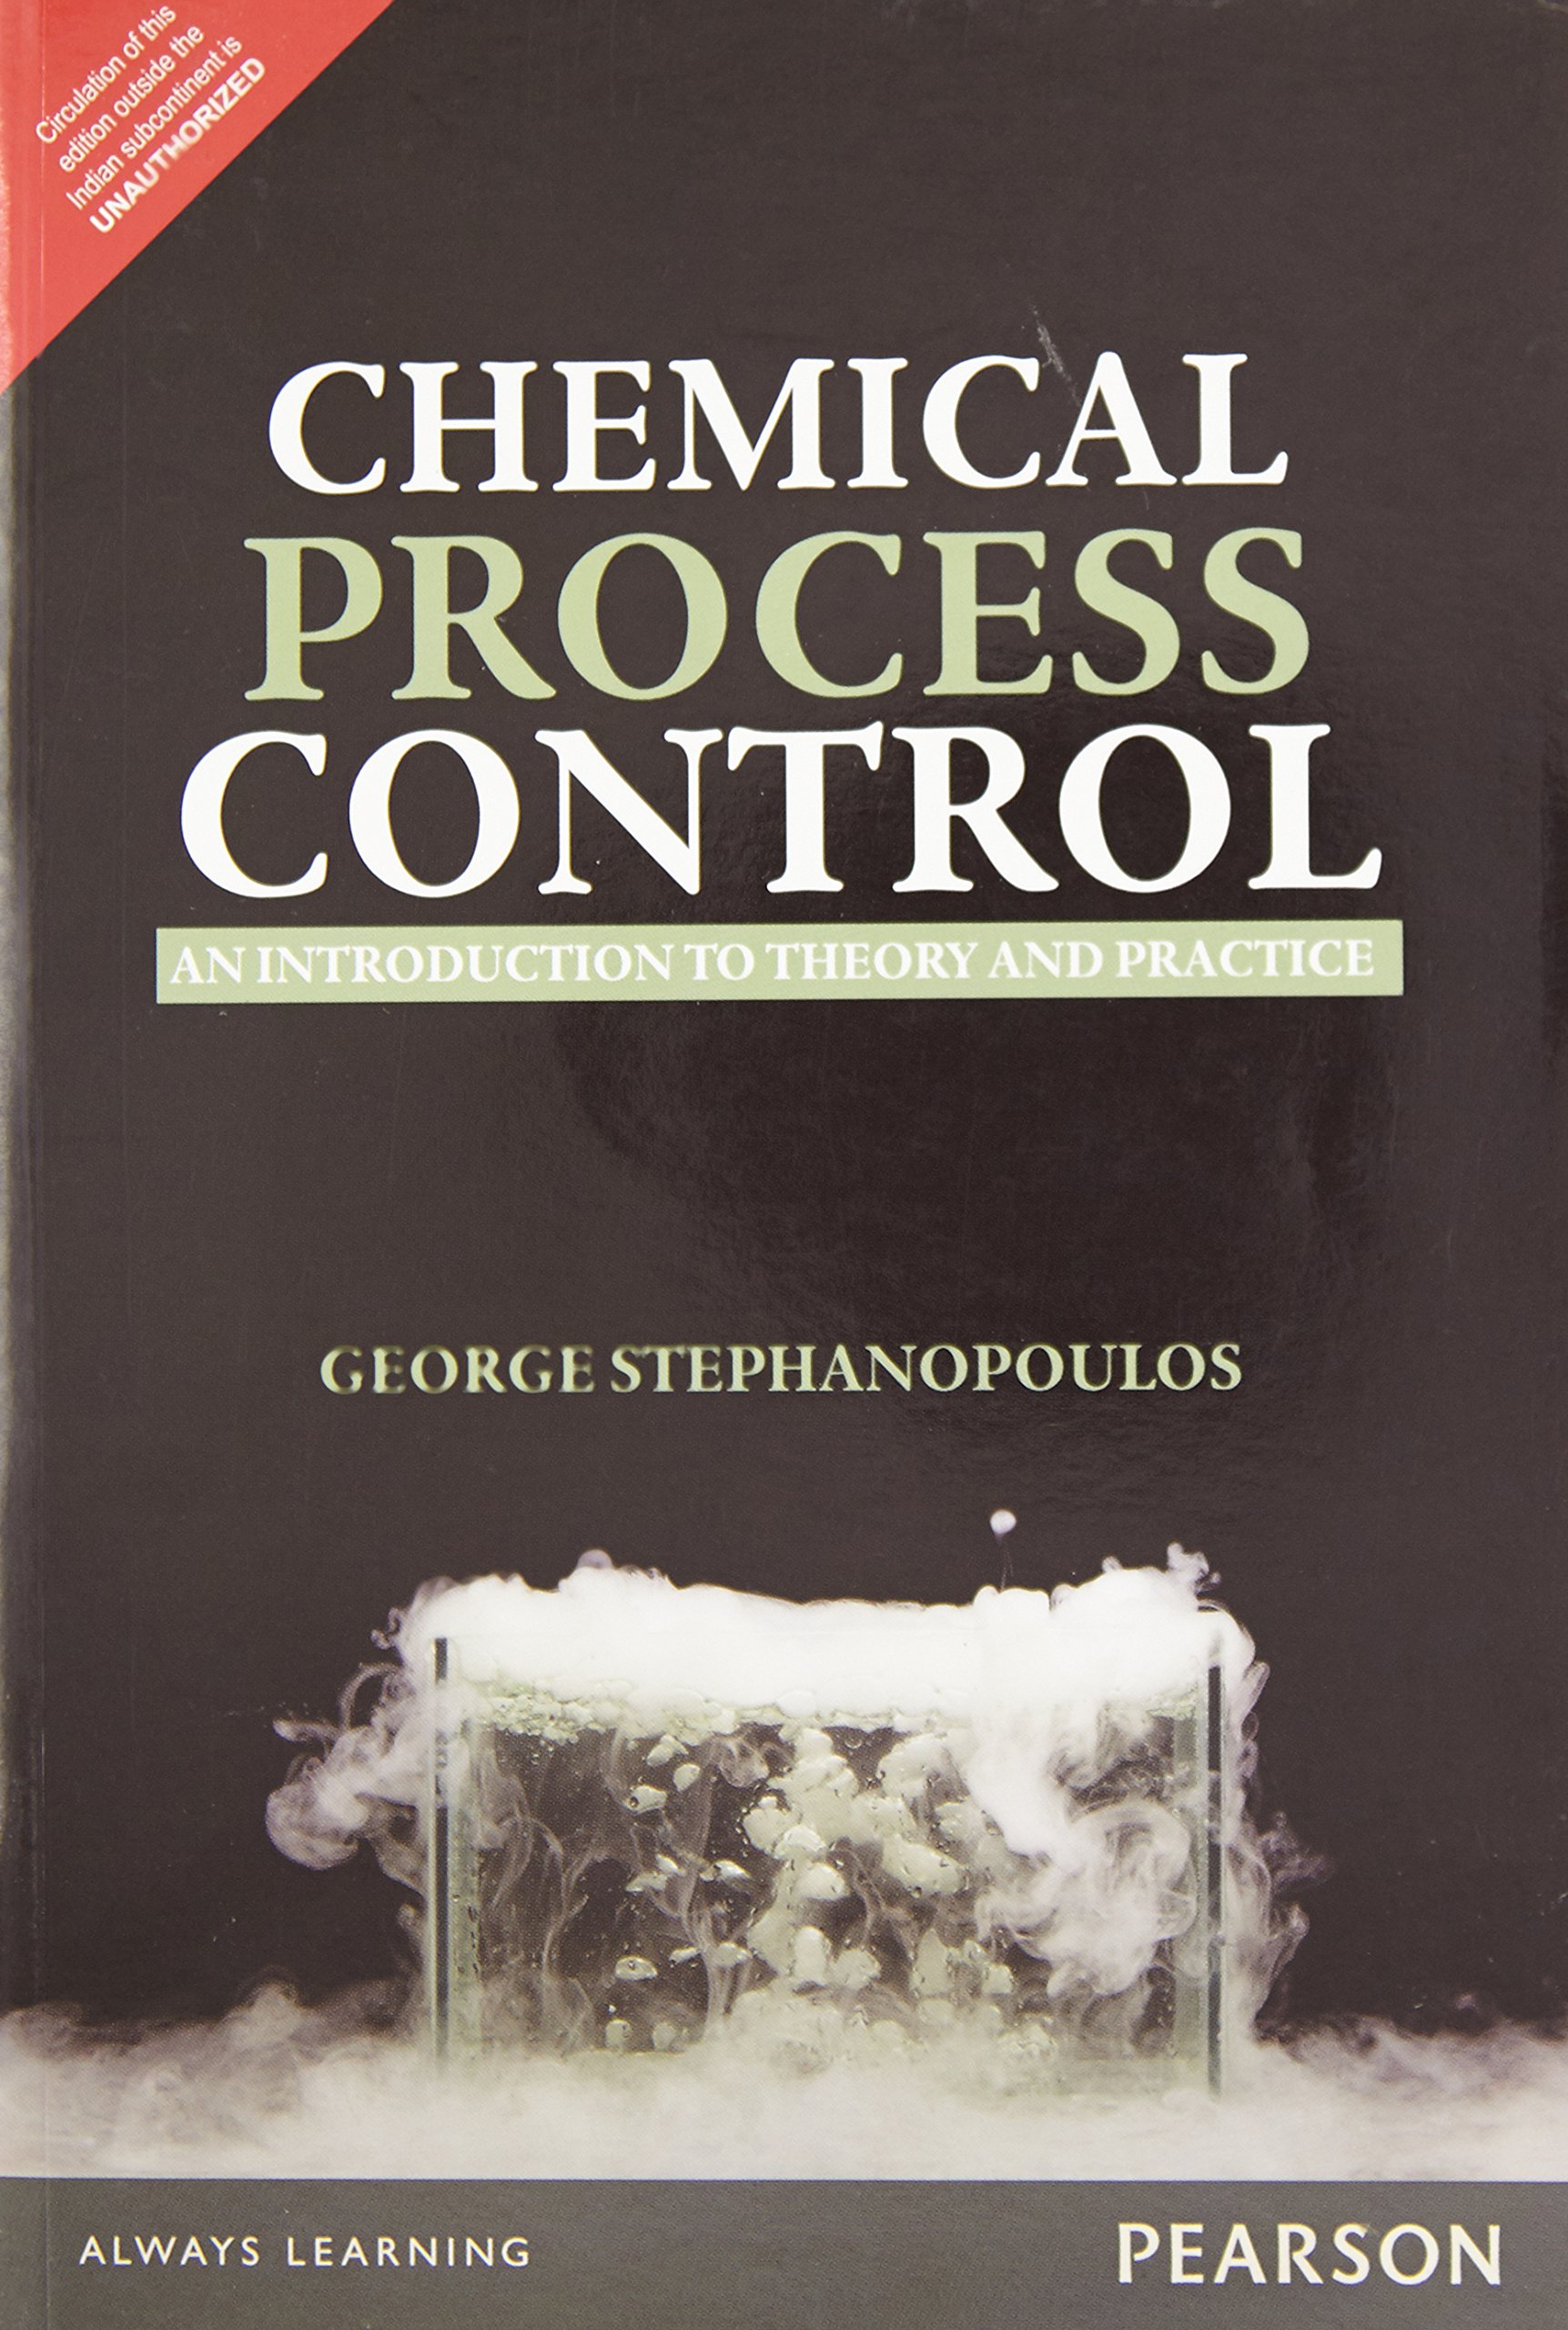 Circulation of this
edition outside the
Indian subcontinent is
UNAUTHORIZED
CHEMICAL
PROCESS
CONTROL
AN INTRODUCTION TO THEORY AND PRACTICE
GEORGE STEPHANOPOULOS
ALWAYS LEARNING
PEARSON